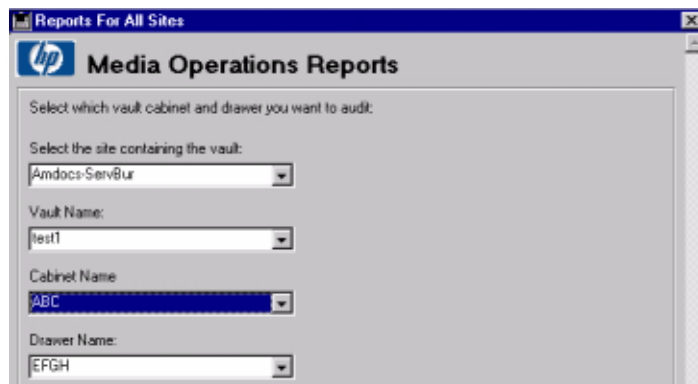 Reports For All Sites
hp
Media Operations Reports
Select which vault cabinet and drawer you want to audit:
Select the site containing the vault:
Amdocs-ServBur
Vault Name:
test1
Cabinet Name
ABC
Drawer Name:
EFGH